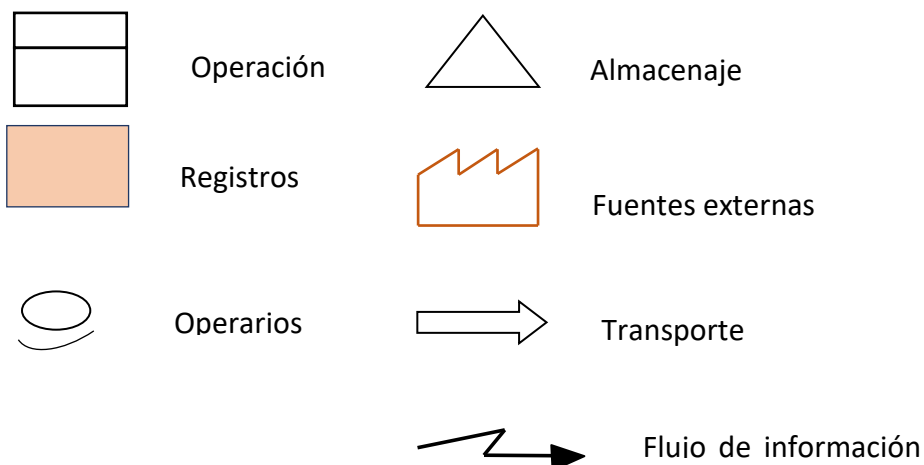 Operación
Almacenaje
Registros
Fuentes externas
Operarios
Transporte
Flujo de información